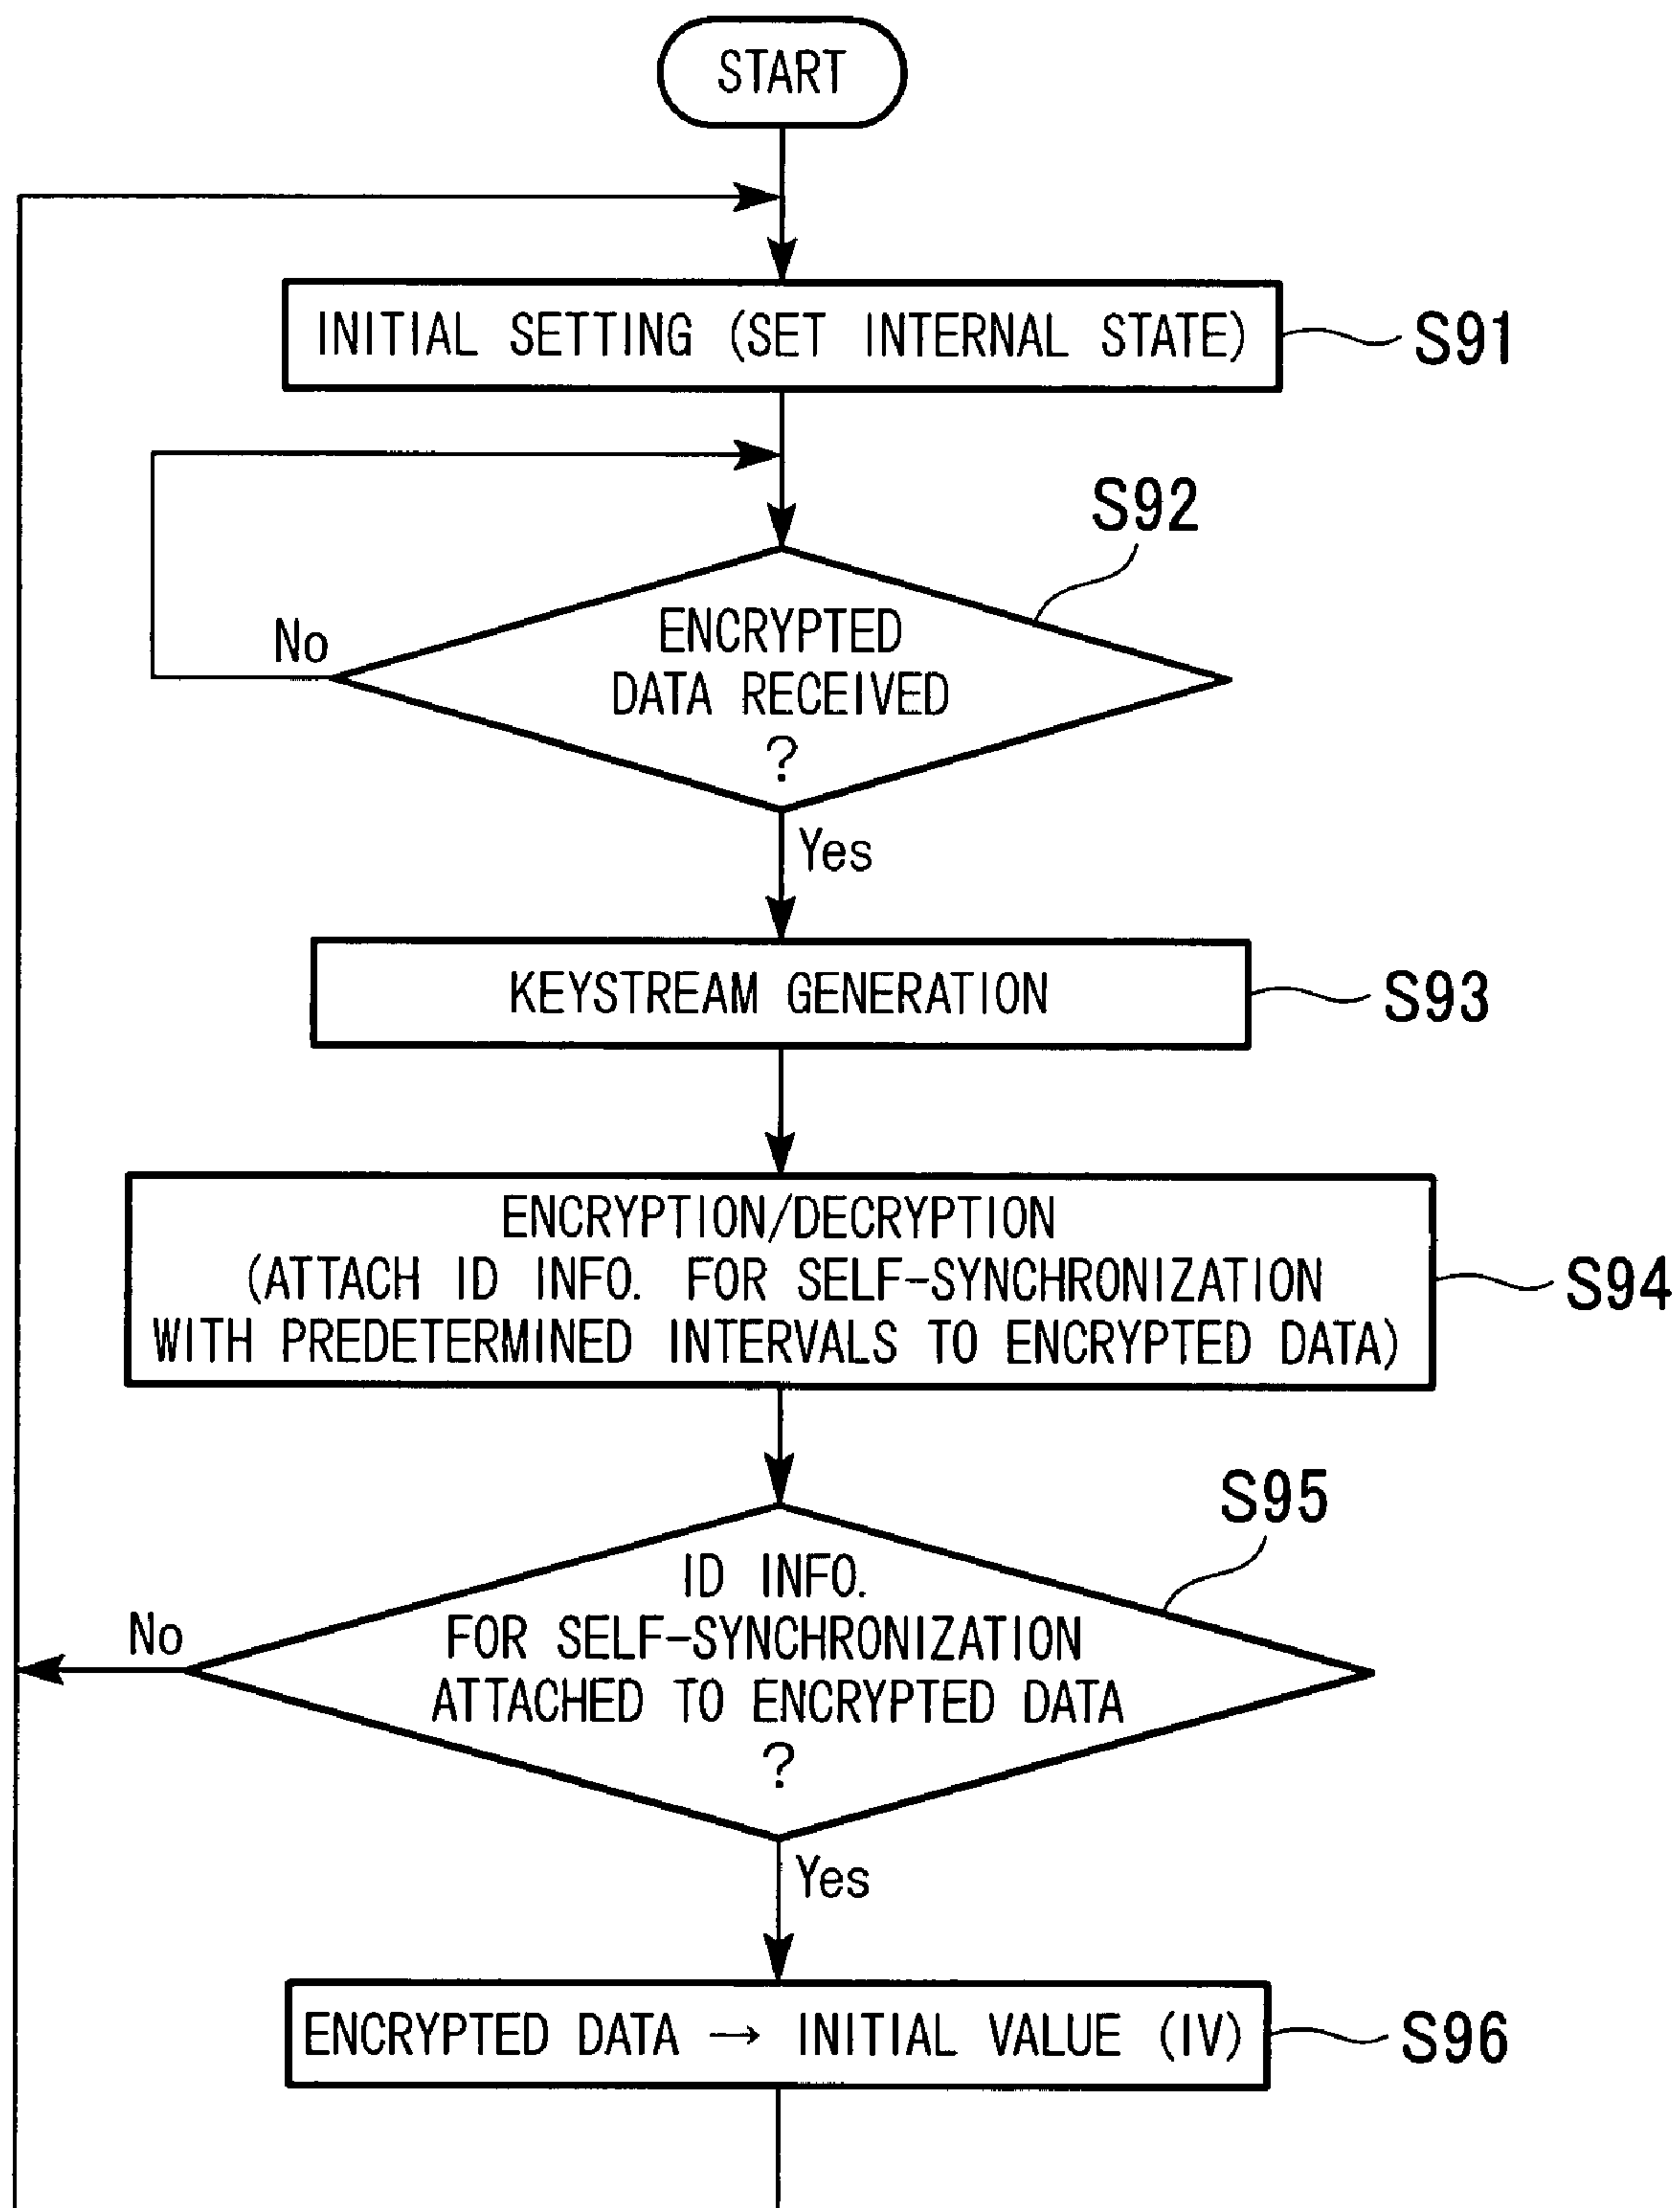 START
INITIAL SETTING (SET INTERNAL STATE)
S91
S92
ENCRYPTED
DATA RECEIVED
?
No
Yes
KEYSTREAM GENERATION
S93
ENCRYPTION/DECRYPTION
(ATTACH ID INFO. FOR SELF-SYNCHRONIZATION
WITH PREDETERMINED INTERVALS TO ENCRYPTED DATA)
S94
S95
ID INFO.
FOR SELF-SYNCHRONIZATION
ATTACHED TO ENCRYPTED DATA
?
No
Yes
ENCRYPTED DATA → INITIAL VALUE (IV)
S96